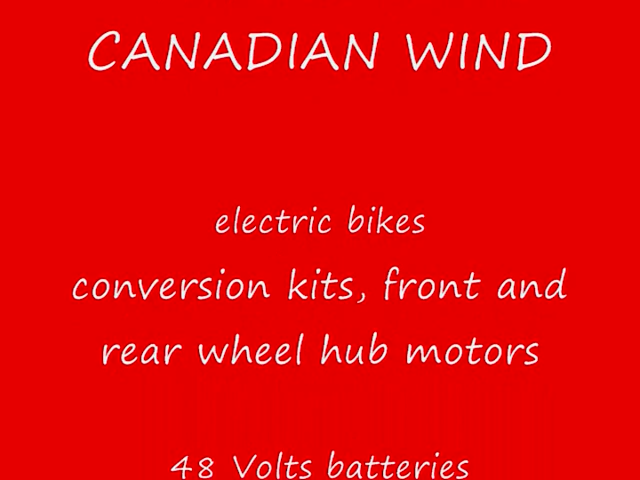 CANADIAN WIND
electric bikes
conversion kits, front and
rear wheel hub motors
48 Volts batteries